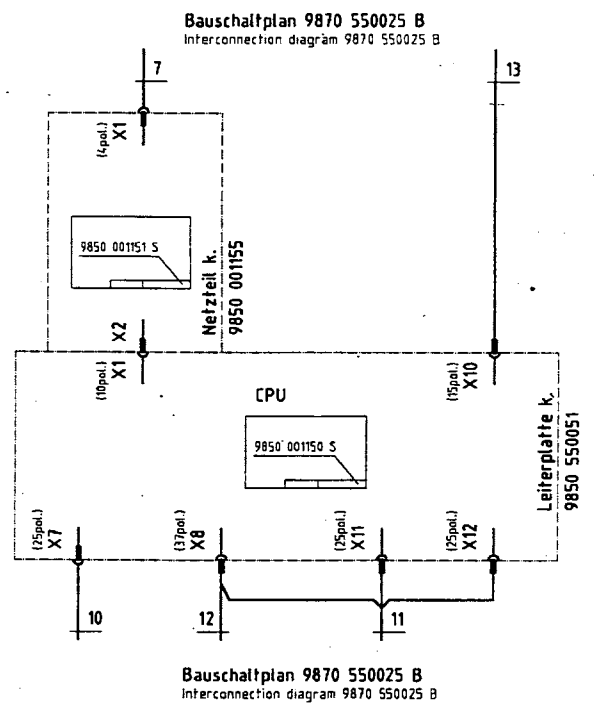 Bauschaltplan 9870 550025 B
Interconnection diagram 9870 550025 B
7
13
(4pol.)
X1
9850 001151 S
Netzteil k.
9850 001155
X2
(10pol.)
X1
(15pol.)
X10
CPU
9850 001150 S
Leiterplatte k.
9850 550051
(25pol.)
X7
(37pol.)
X8
(25pol.)
X11
(25pol.)
X12
10
12
11
Bauschaltplan 9870 550025 B
Interconnection diagram 9870 550025 B